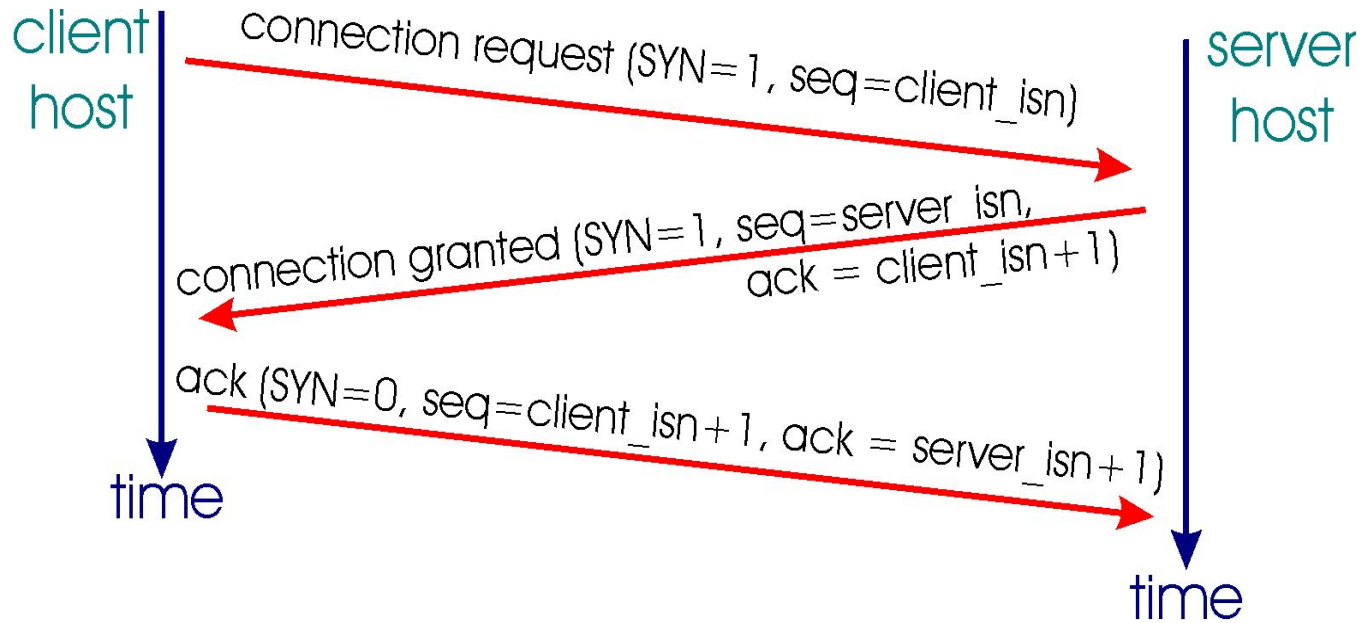 client
host
connection request (SYN=1, seq=client_isn)
server
host
connection granted (SYN=1, seq=server_isn,
ack = client_isn+1)
ack (SYN=0, seq=client_isn+1, ack = server_isn+1)
time
time